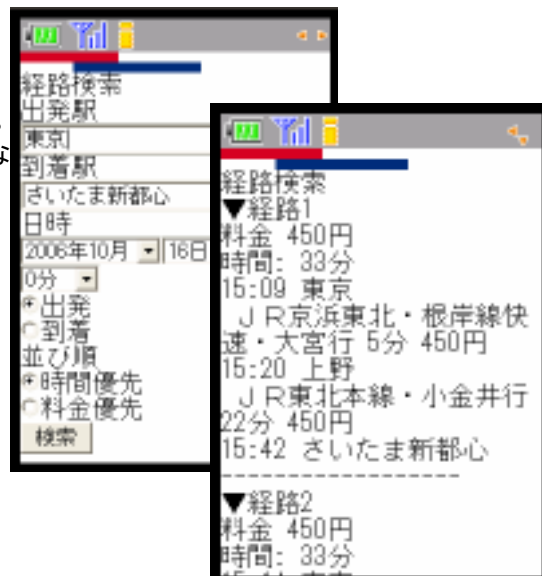 な
経路検索
出発駅
東京
到着駅
さいたま新都心
日時
2006年10月 16日
0分
出発
到着
並び順
時間優先
料金優先
検索
経路検索
▼経路1
料金 450円
時間: 33分
15:09 東京
ＪＲ京浜東北・根岸線快
速・大宮行 5分 450円
15:20 上野
ＪＲ東北本線・小金井行
22分 450円
15:42 さいたま新都心
------------------
▼経路2
料金 450円
時間: 33分